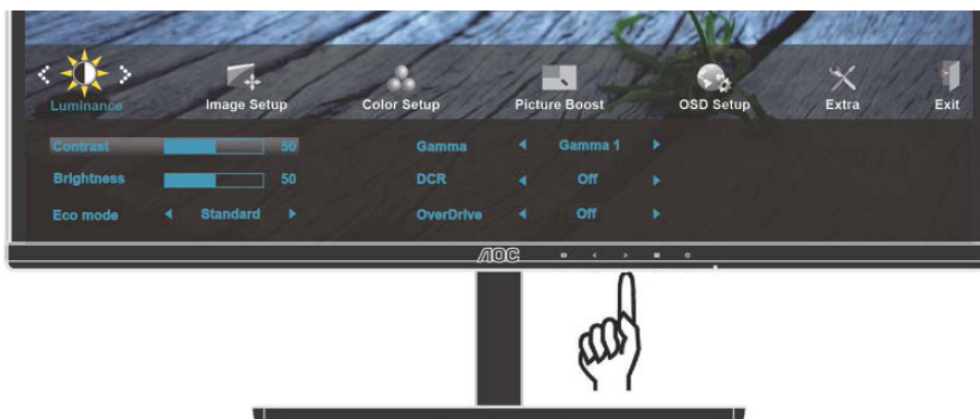 Luminance Image Setup Color Setup Picture Boost OSD Setup Extra Exit
Contrast 50 Gamma Gamma 1
Brightness 50 DCR Off
Eco mode Standard OverDrive Off
AOC